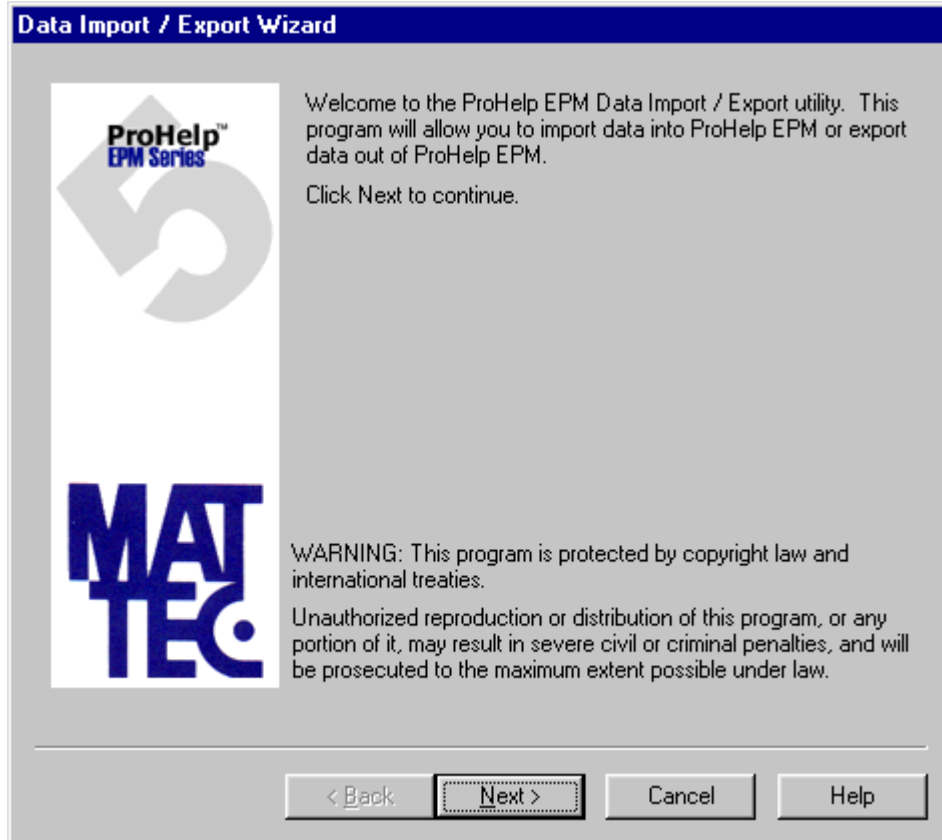 Data Import / Export Wizard
ProHelp™
EPM Series
5
Welcome to the ProHelp EPM Data Import / Export utility. This
program will allow you to import data into ProHelp EPM or export
data out of ProHelp EPM.
Click Next to continue.
MAT
TEC
WARNING: This program is protected by copyright law and
international treaties.
Unauthorized reproduction or distribution of this program, or any
portion of it, may result in severe civil or criminal penalties, and will
be prosecuted to the maximum extent possible under law.
< Back
Next >
Cancel
Help